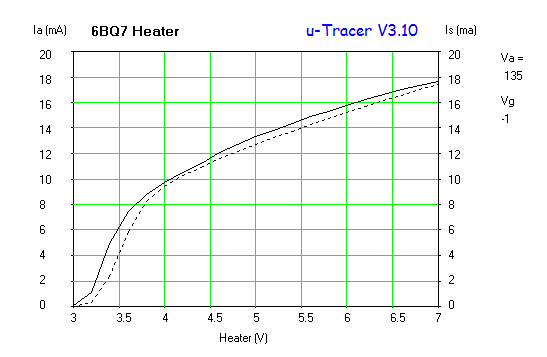 Ia (mA) 6BQ7 Heater u-Tracer V3.10 Is (ma)
20 20
Va =
18 18
135
16 16
Vg
-1
14 14
12 12
10 10
8 8
6 6
4 4
2 2
0 0
3 3.5 4 4.5 5 5.5 6 6.5 7
Heater (V)